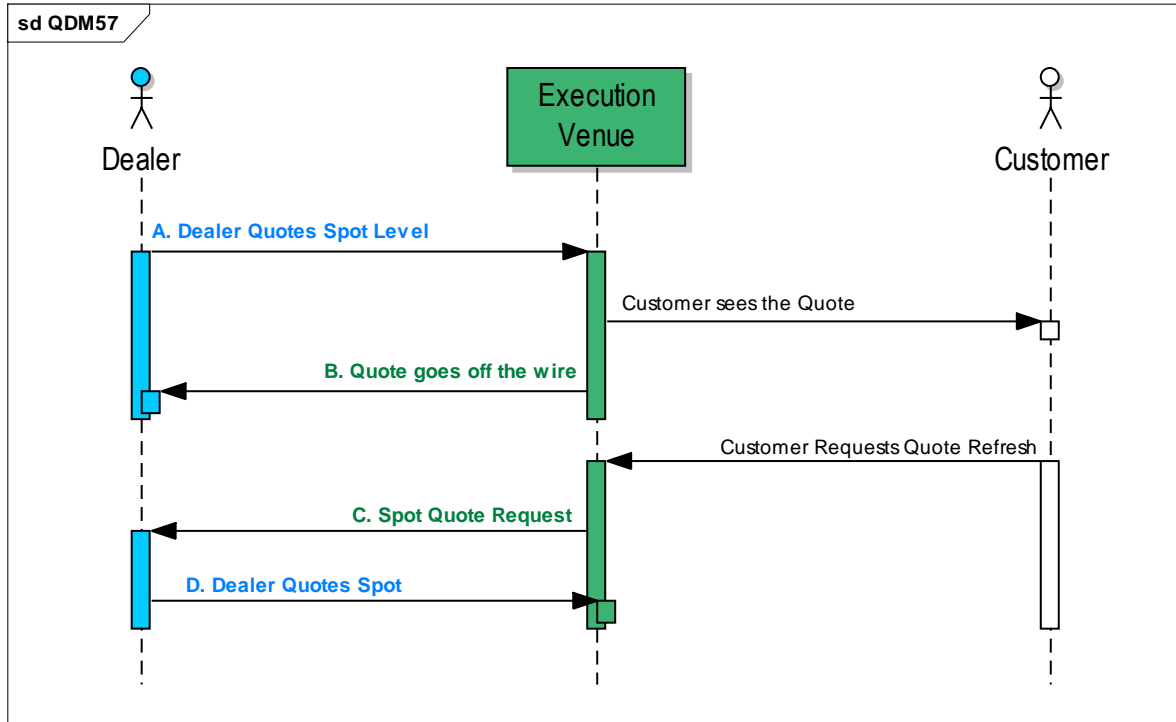 sd QDM57
Execution
Venue
Dealer
Customer
A. Dealer Quotes Spot Level
Customer sees the Quote
B. Quote goes off the wire
Customer Requests Quote Refresh
C. Spot Quote Request
D. Dealer Quotes Spot